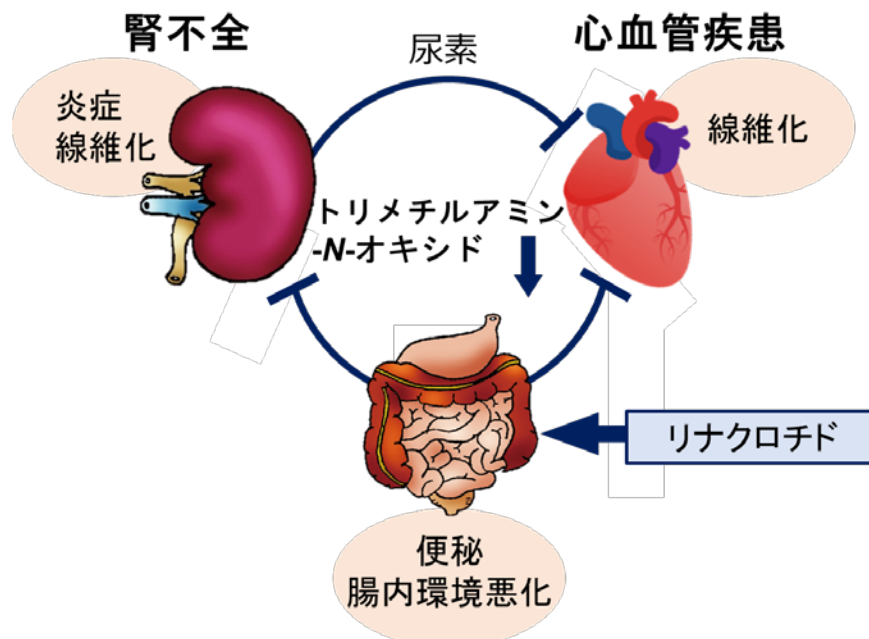 腎不全
尿素
心血管疾患
炎症
線維化
線維化
トリメチルアミン
-N-オキシド
リナクロチド
便秘
腸内環境悪化